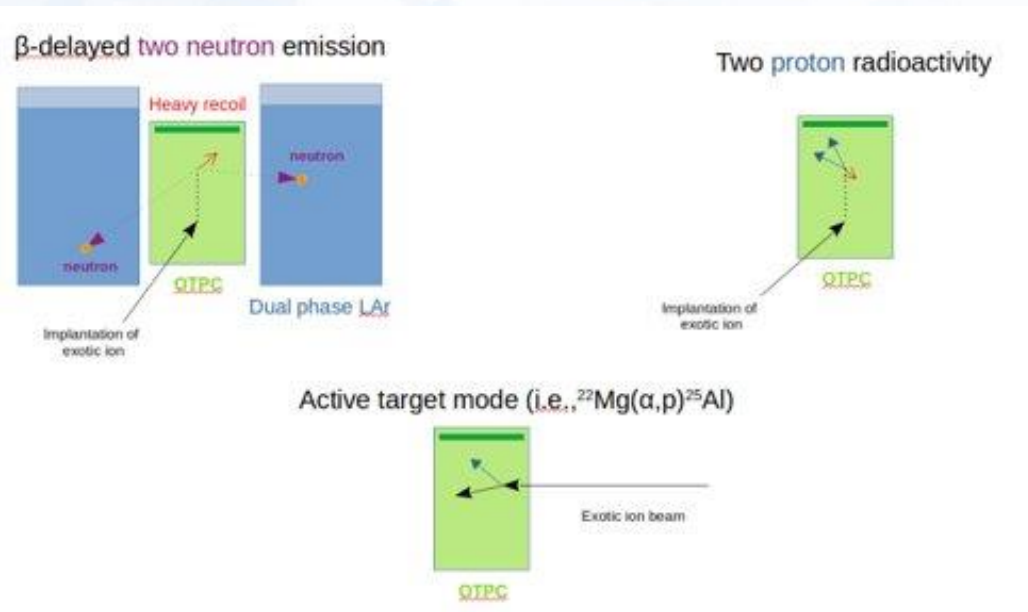 β-delayed two neutron emission
Two proton radioactivity
Heavy recoil
neutron
neutron
OTPC
Dual phase LAr
Implantation of
exotic ion
OTPC
Implantation of
exotic ion
Active target mode (i.e.,²²Mg(α,p)²⁵Al)
Exotic ion beam
OTPC